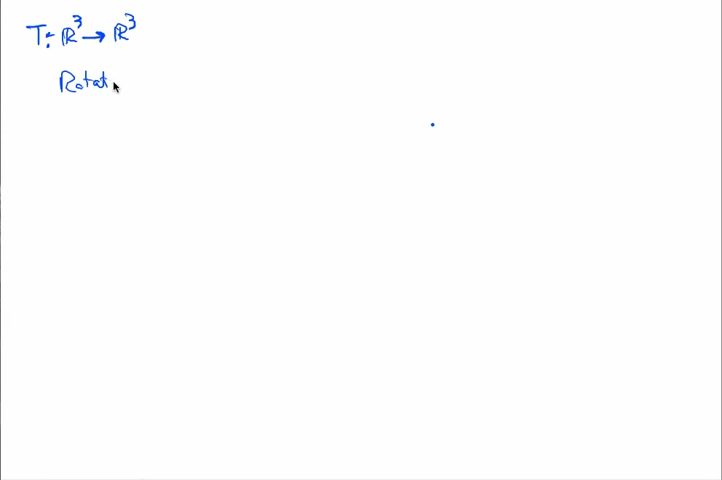 T: ℝ³ → ℝ³
Rotat